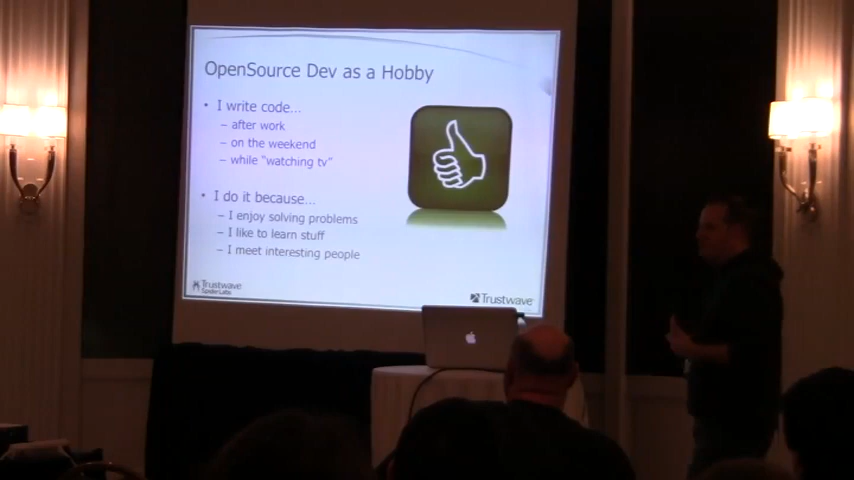 OpenSource Dev as a Hobby
• I write code...
– after work
– on the weekend
– while "watching tv"
• I do it because...
– I enjoy solving problems
– I like to learn stuff
– I meet interesting people
Trustwave
SpiderLabs
Trustwave